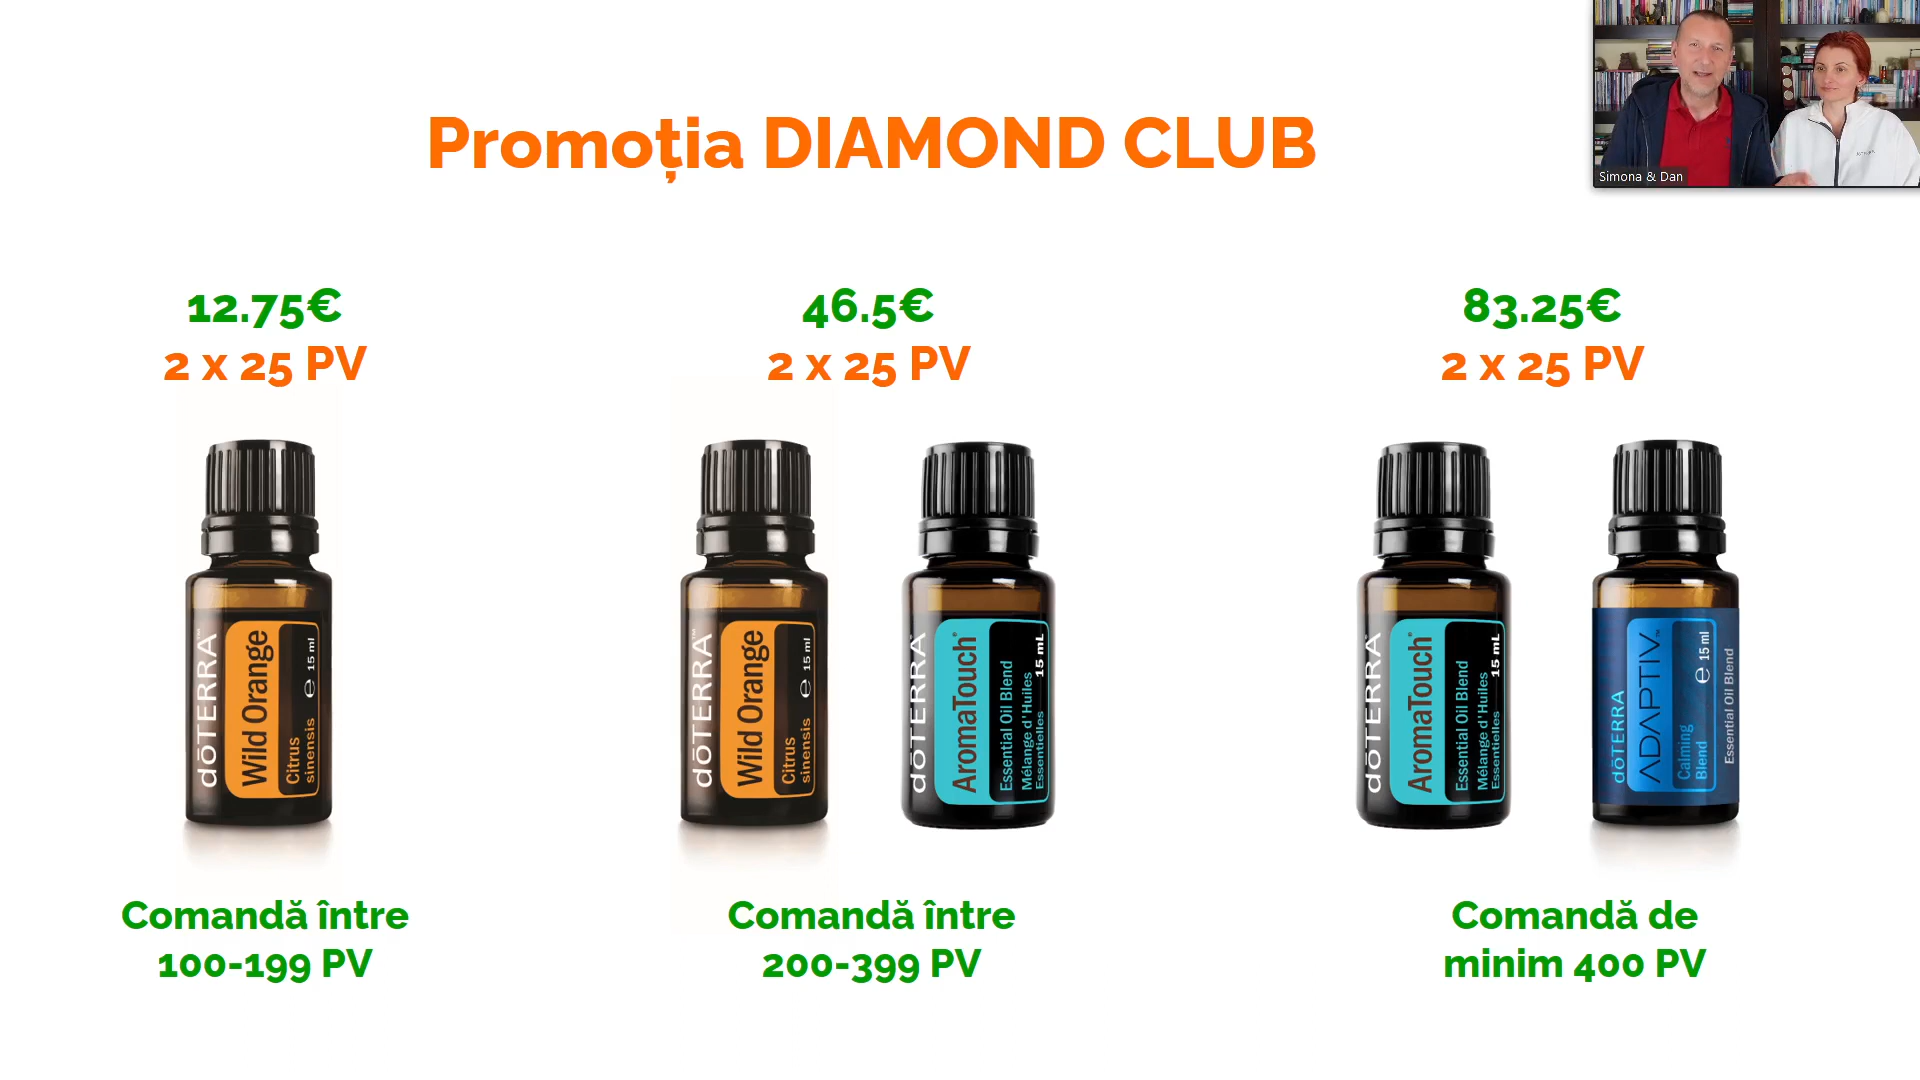 Promoția DIAMOND CLUB
Simona & Dan
12.75€
2 x 25 PV
46.5€
2 x 25 PV
83.25€
2 x 25 PV
dōTERRA™
Wild Orange
Citrus
sinensis
e 15 ml
dōTERRA™
Wild Orange
Citrus
sinensis
e 15 ml
dōTERRA
AromaTouch®
Essential Oil Blend
Mélange d'Huiles
Essentielles
15 mL
dōTERRA
AromaTouch®
Essential Oil Blend
Mélange d'Huiles
Essentielles
15 mL
dōTERRA
ADAPTIV™
Calming
Blend
e 15 ml
Essential Oil Blend
Comandă între
100-199 PV
Comandă între
200-399 PV
Comandă de
minim 400 PV